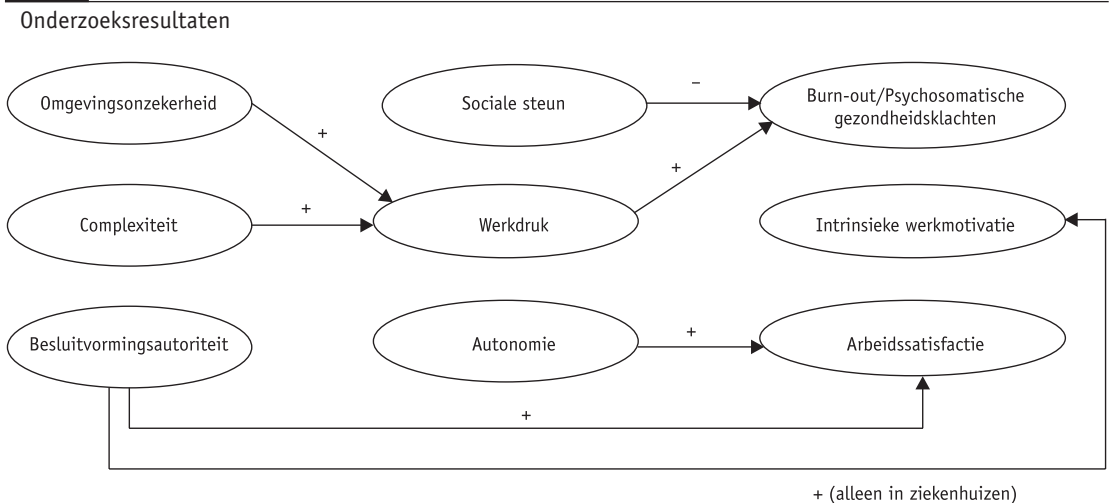 Onderzoeksresultaten
Omgevingsonzekerheid
Sociale steun
–
Burn-out/Psychosomatische
gezondheidsklachten
+
+
Complexiteit
+
Werkdruk
Intrinsieke werkmotivatie
Besluitvormingsautoriteit
Autonomie
+
Arbeidssatisfactie
+
+ (alleen in ziekenhuizen)